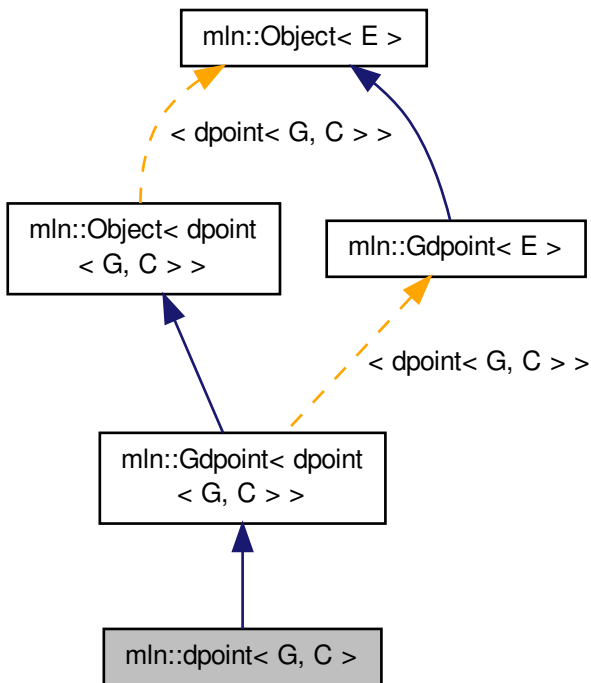 mln::Object< E >
< dpoint< G, C > >
mln::Object< dpoint
< G, C > >
mln::Gdpoint< E >
< dpoint< G, C > >
mln::Gdpoint< dpoint
< G, C > >
mln::dpoint< G, C >